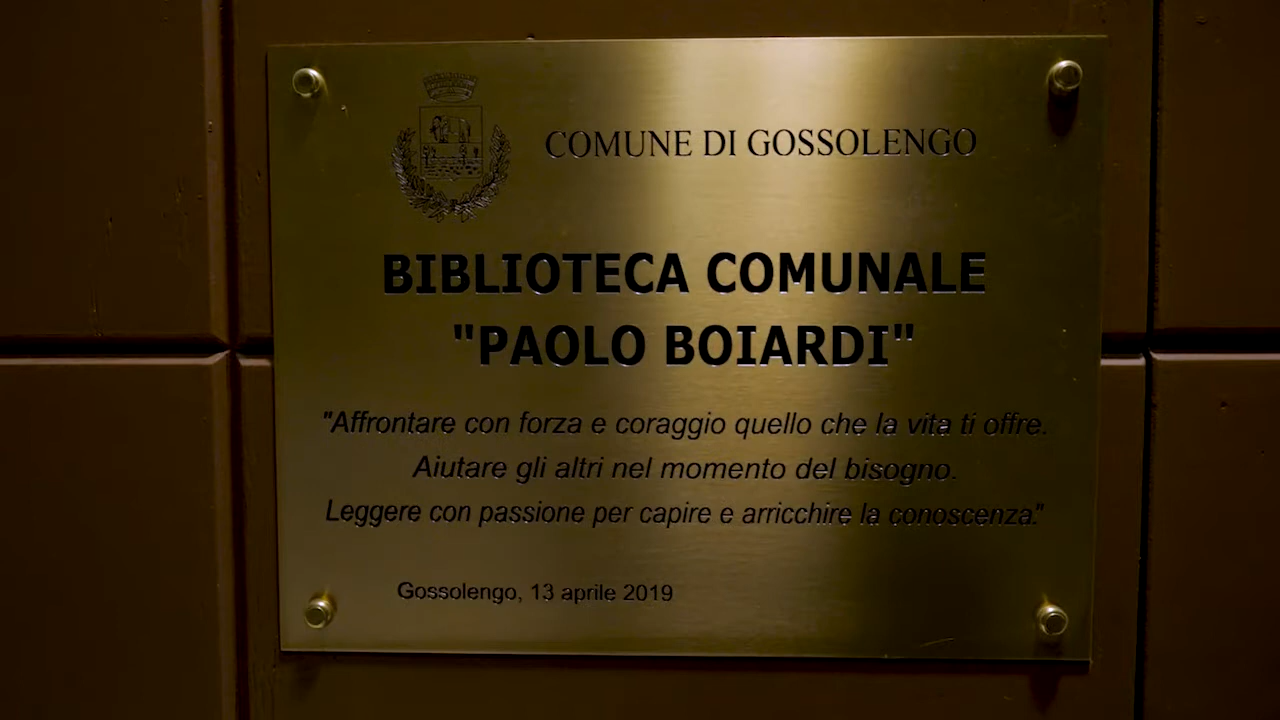 COMUNE DI GOSSOLENGO
BIBLIOTECA COMUNALE
"PAOLO BOIARDI"
"Affrontare con forza e coraggio quello che la vita ti offre.
Aiutare gli altri nel momento del bisogno.
Leggere con passione per capire e arricchire la conoscenza."
Gossolengo, 13 aprile 2019